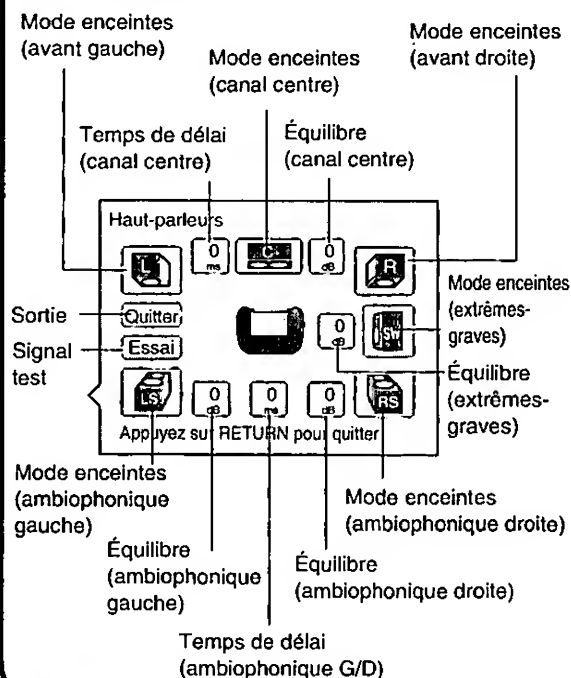 Mode enceintes
(avant gauche)
Mode enceintes
(avant droite)
Mode enceintes
(canal centre)
Temps de délai
(canal centre)
Équilibre
(canal centre)
Haut-parleurs
L
0
ms
C
0
dB
R
Mode enceintes
(extrêmes-
graves)
Sortie
Quitter
Signal
test
Essai
0
dB
SW
Équilibre
(extrêmes-
graves)
LS
0
dB
0
ms
0
dB
RS
Appuyez sur RETURN pour quitter
Mode enceintes
(ambiophonique
gauche)
Mode enceintes
(ambiophonique droite)
Équilibre
(ambiophonique
gauche)
Équilibre
(ambiophonique droite)
Temps de délai
(ambiophonique G/D)